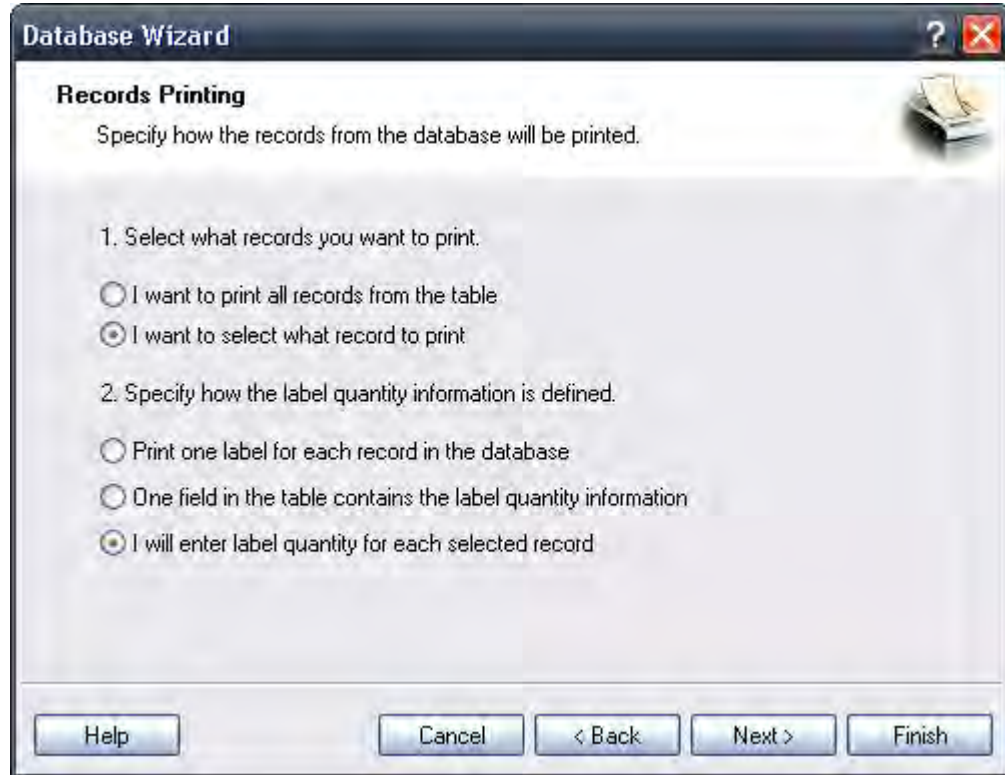 Database Wizard
?
Records Printing
Specify how the records from the database will be printed.
1. Select what records you want to print.
I want to print all records from the table
I want to select what record to print
2. Specify how the label quantity information is defined.
Print one label for each record in the database
One field in the table contains the label quantity information
I will enter label quantity for each selected record
Help Cancel < Back Next > Finish